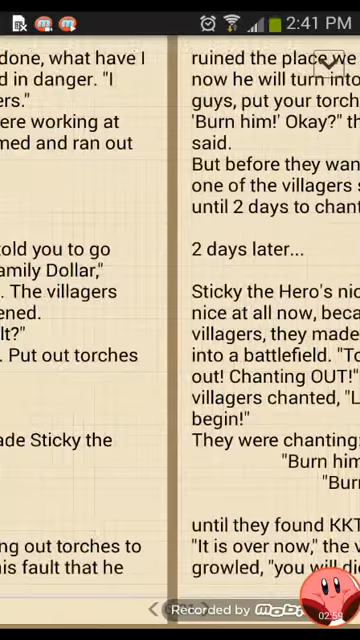 2:41 PM
done, what have I
d in danger. "I
ers."
ere working at
med and ran out
told you to go
amily Dollar,"
. The villagers
ened.
lt?"
. Put out torches
ade Sticky the
ng out torches to
his fault that he
ruined the place we
now he will turn into
guys, put your torch
'Burn him!' Okay?" th
said.
But before they wan
one of the villagers s
until 2 days to chant
2 days later...
Sticky the Hero's nic
nice at all now, beca
villagers, they made
into a battlefield. "To
out! Chanting OUT!"
villagers chanted, "L
begin!"
They were chanting:
"Burn him
"Burn
until they found KKT
"It is over now," the v
growled, "you will die
Recorded by mobi
02:59